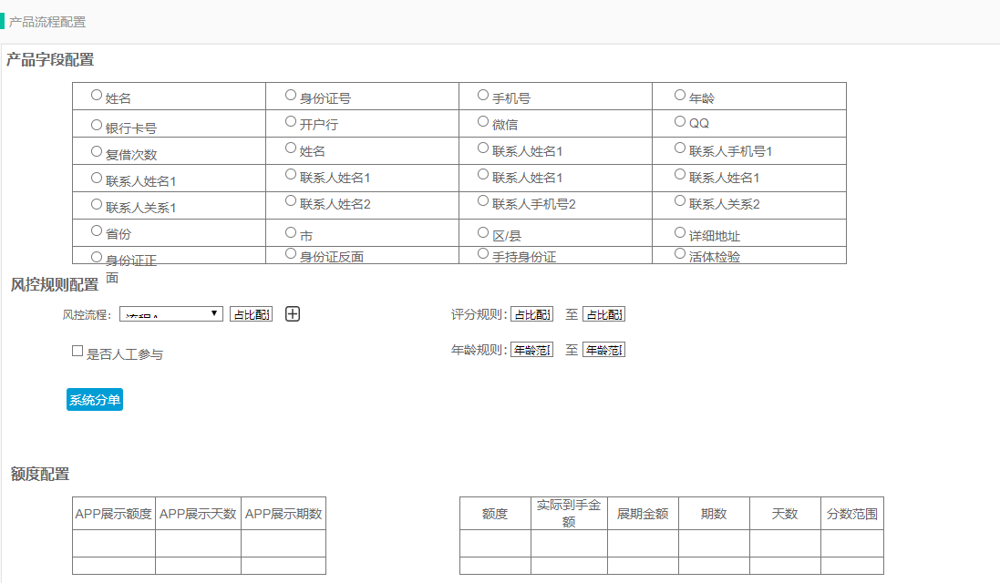 产品流程配置
产品字段配置
姓名 身份证号 手机号 年龄
银行卡号 开户行 微信 QQ
复借次数 姓名 联系人姓名1 联系人手机号1
联系人姓名1 联系人姓名1 联系人姓名1 联系人姓名1
联系人关系1 联系人姓名2 联系人手机号2 联系人关系2
省份 市 区/县 详细地址
身份证正面 身份证反面 手持身份证 活体检验
风控规则配置
风控流程: 占比配 评分规则: 占比配 至 占比配
是否人工参与 年龄规则: 年龄范 至 年龄范
系统分单
额度配置
APP展示额度 APP展示天数 APP展示期数 额度 实际到手金额 展期金额 期数 天数 分数范围